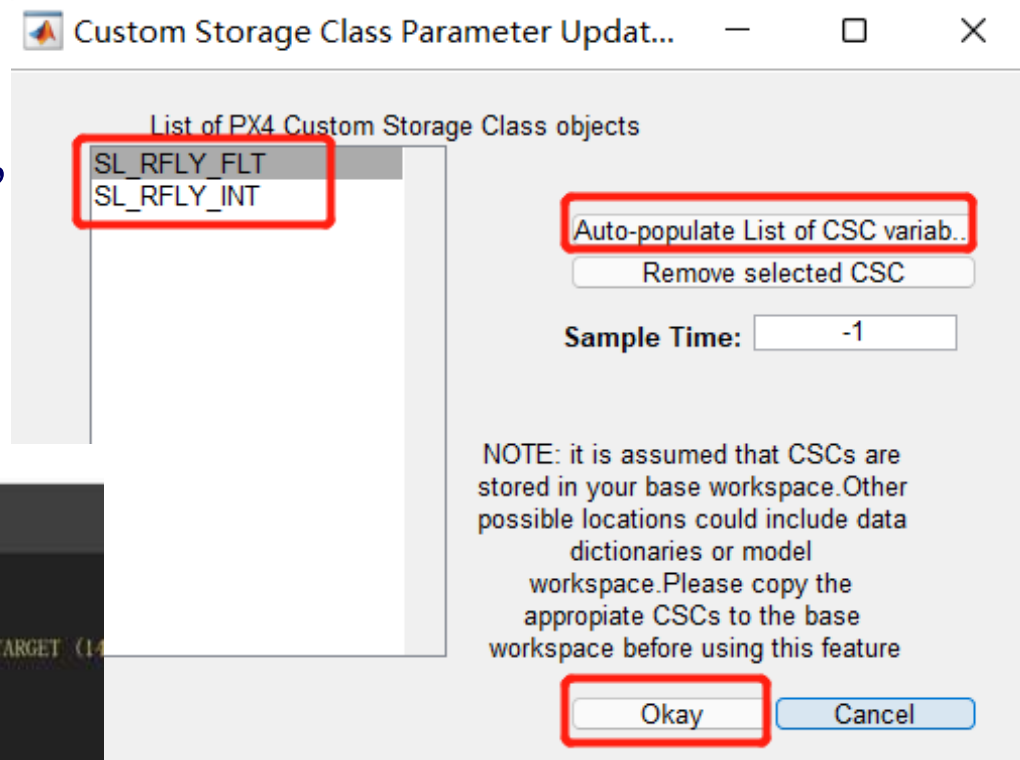 Custom Storage Class Parameter Updat...
List of PX4 Custom Storage Class objects
SL_RFLY_FLT
SL_RFLY_INT
Auto-populate List of CSC variab..
Remove selected CSC
Sample Time:
-1
NOTE: it is assumed that CSCs are
stored in your base workspace.Other
possible locations could include data
dictionaries or model
workspace.Please copy the
appropiate CSCs to the base
workspace before using this feature
ARGET (14
Okay
Cancel